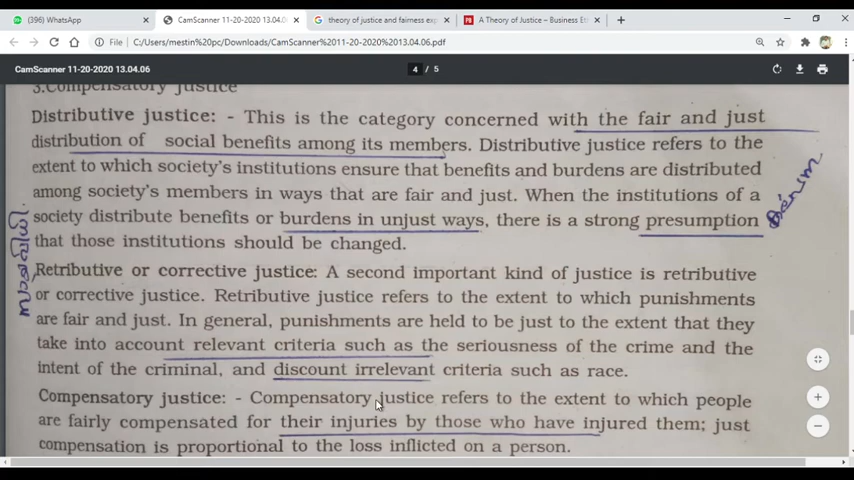 (396) WhatsApp
CamScanner 11-20-2020 13.04.0
theory of justice and fairness exp
A Theory of Justice – Business Et
File | C:/Users/mestin%20pc/Downloads/CamScanner%2011-20-2020%2013.04.06.pdf
CamScanner 11-20-2020 13.04.06
4 / 5
3.Compensatory justice
Distributive justice: - This is the category concerned with the fair and just
distribution of social benefits among its members. Distributive justice refers to the
extent to which society's institutions ensure that benefits and burdens are distributed
among society's members in ways that are fair and just. When the institutions of a
society distribute benefits or burdens in unjust ways, there is a strong presumption
that those institutions should be changed.
Retributive or corrective justice: A second important kind of justice is retributive
or corrective justice. Retributive justice refers to the extent to which punishments
are fair and just. In general, punishments are held to be just to the extent that they
take into account relevant criteria such as the seriousness of the crime and the
intent of the criminal, and discount irrelevant criteria such as race.
Compensatory justice: - Compensatory justice refers to the extent to which people
are fairly compensated for their injuries by those who have injured them; just
compensation is proportional to the loss inflicted on a person.